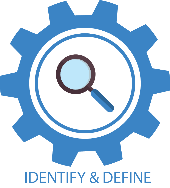 IDENTIFY & DEFINE